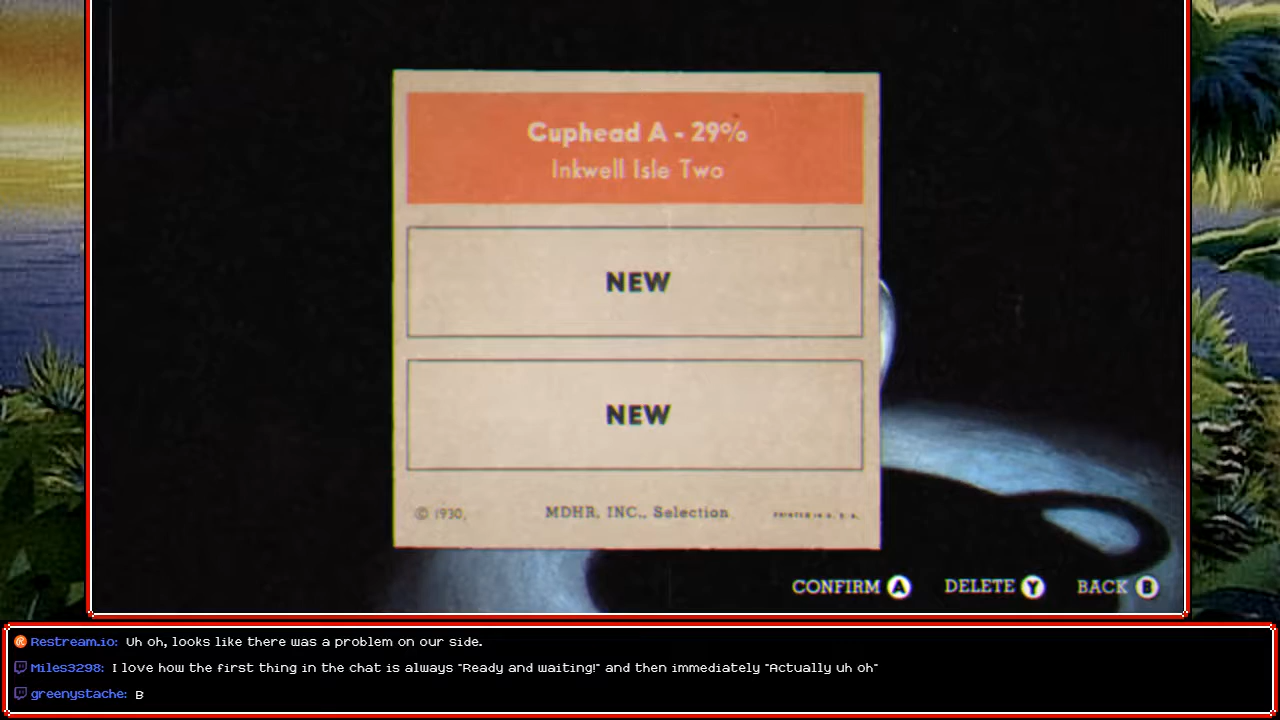 Cuphead A - 29%
Inkwell Isle Two
NEW
NEW
© 1930, MDHR, INC., Selection PRINTED IN U. S. A.
CONFIRM A DELETE Y BACK B
Restream.io: Uh oh, looks like there was a problem on our side.
Miles3298: I love how the first thing in the chat is always "Ready and waiting!" and then immediately "Actually uh oh"
greenystache: B